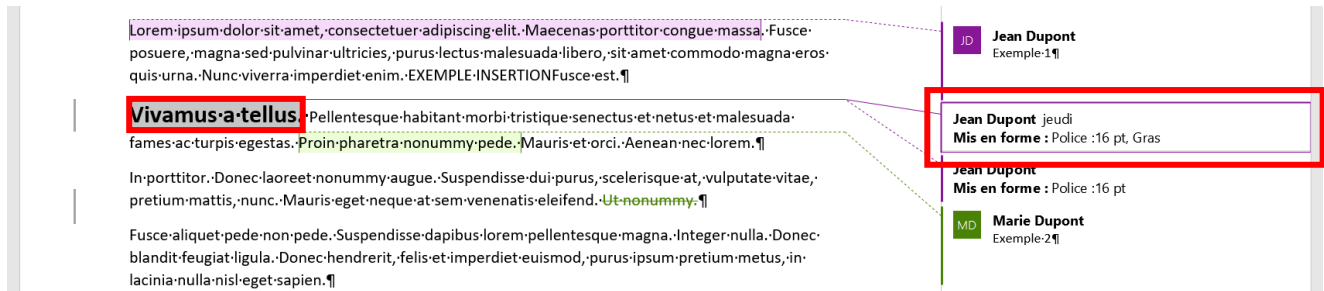 Lorem·ipsum·dolor·sit·amet,·consectetuer·adipiscing·elit.·Maecenas·porttitor·congue·massa.·Fusce·
posuere,·magna·sed·pulvinar·ultricies,·purus·lectus·malesuada·libero,·sit·amet·commodo·magna·eros·
quis·urna.·Nunc·viverra·imperdiet·enim.·EXEMPLE·INSERTIONFusce·est.¶
Vivamus·a·tellus.·Pellentesque·habitant·morbi·tristique·senectus·et·netus·et·malesuada·
fames·ac·turpis·egestas.·Proin·pharetra·nonummy·pede.·Mauris·et·orci.·Aenean·nec·lorem.¶
In·porttitor.·Donec·laoreet·nonummy·augue.·Suspendisse·dui·purus,·scelerisque·at,·vulputate·vitae,·
pretium·mattis,·nunc.·Mauris·eget·neque·at·sem·venenatis·eleifend.·Ut·nonummy.¶
Fusce·aliquet·pede·non·pede.·Suspendisse·dapibus·lorem·pellentesque·magna.·Integer·nulla.·Donec·
blandit·feugiat·ligula.·Donec·hendrerit,·felis·et·imperdiet·euismod,·purus·ipsum·pretium·metus,·in·
lacinia·nulla·nisl·eget·sapien.¶
JD Jean Dupont
Exemple·1¶
Jean Dupont jeudi
Mis en forme : Police :16 pt, Gras
Jean Dupont
Mis en forme : Police :16 pt
MD Marie Dupont
Exemple·2¶